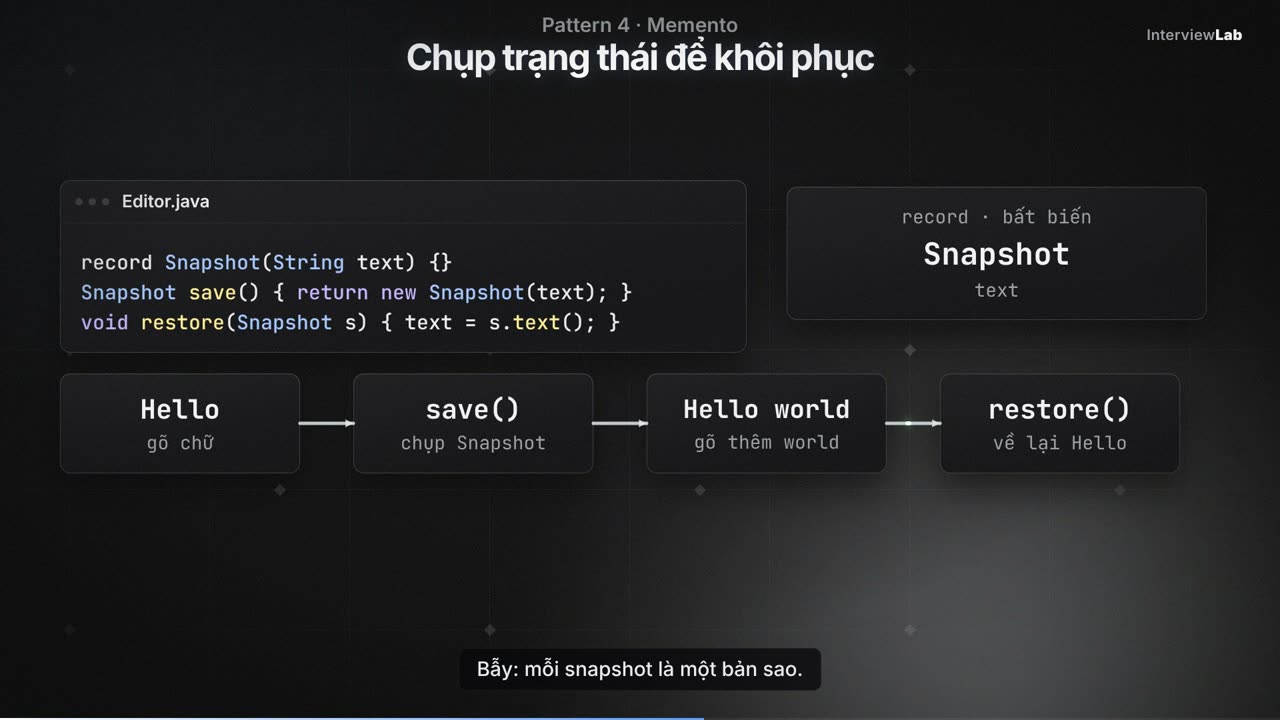 Pattern 4 · Memento
Chụp trạng thái để khôi phục
InterviewLab
Editor.java
record Snapshot(String text) {}
Snapshot save() { return new Snapshot(text); }
void restore(Snapshot s) { text = s.text(); }
record · bất biến
Snapshot
text
Hello
gõ chữ
save()
chụp Snapshot
Hello world
gõ thêm world
restore()
về lại Hello
Bẫy: mỗi snapshot là một bản sao.